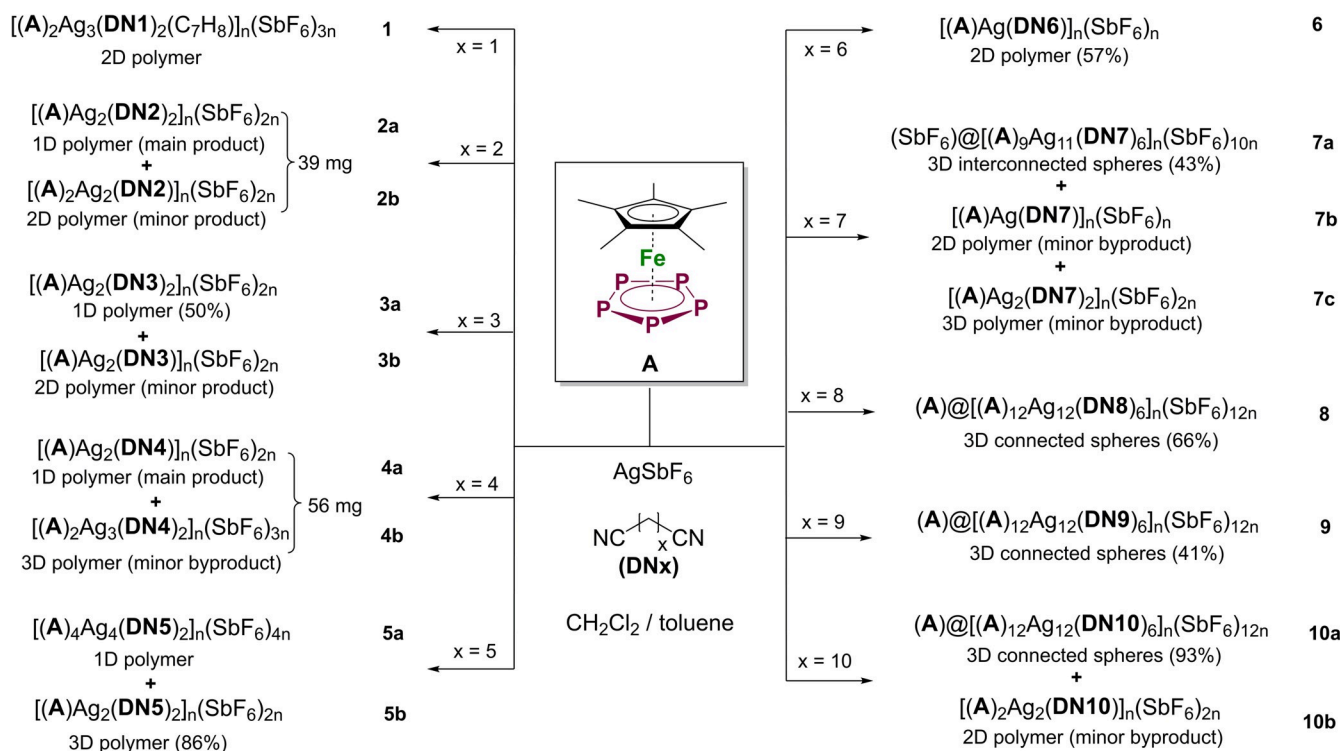 [(A)₂Ag₃(DN1)₂(C₇H₈)]ₙ(SbF₆)₃ₙ 1
2D polymer
x = 1
[(A)Ag₂(DN2)₂]ₙ(SbF₆)₂ₙ 2a
1D polymer (main product)
+
39 mg
x = 2
[(A)₂Ag₂(DN2)]ₙ(SbF₆)₂ₙ 2b
2D polymer (minor product)
[(A)Ag₂(DN3)₂]ₙ(SbF₆)₂ₙ 3a
1D polymer (50%)
+
x = 3
[(A)Ag₂(DN3)]ₙ(SbF₆)₂ₙ 3b
2D polymer (minor product)
[(A)Ag₂(DN4)]ₙ(SbF₆)₂ₙ 4a
1D polymer (main product)
+
56 mg
x = 4
[(A)₂Ag₃(DN4)₂]ₙ(SbF₆)₃ₙ 4b
3D polymer (minor byproduct)
[(A)₄Ag₄(DN5)₂]ₙ(SbF₆)₄ₙ 5a
1D polymer
+
x = 5
[(A)Ag₂(DN5)₂]ₙ(SbF₆)₂ₙ 5b
3D polymer (86%)
Fe
P P
P P
P
A
AgSbF₆
NC CN
x
(DNx)
CH₂Cl₂ / toluene
x = 6
[(A)Ag(DN6)]ₙ(SbF₆)ₙ 6
2D polymer (57%)
(SbF₆)@[(A)₉Ag₁₁(DN7)₆]ₙ(SbF₆)₁₀ₙ 7a
3D interconnected spheres (43%)
+
x = 7
[(A)Ag(DN7)]ₙ(SbF₆)ₙ 7b
2D polymer (minor byproduct)
+
[(A)Ag₂(DN7)₂]ₙ(SbF₆)₂ₙ 7c
3D polymer (minor byproduct)
x = 8
(A)@[(A)₁₂Ag₁₂(DN8)₆]ₙ(SbF₆)₁₂ₙ 8
3D connected spheres (66%)
x = 9
(A)@[(A)₁₂Ag₁₂(DN9)₆]ₙ(SbF₆)₁₂ₙ 9
3D connected spheres (41%)
(A)@[(A)₁₂Ag₁₂(DN10)₆]ₙ(SbF₆)₁₂ₙ 10a
3D connected spheres (93%)
x = 10
+
[(A)₂Ag₂(DN10)]ₙ(SbF₆)₂ₙ 10b
2D polymer (minor byproduct)